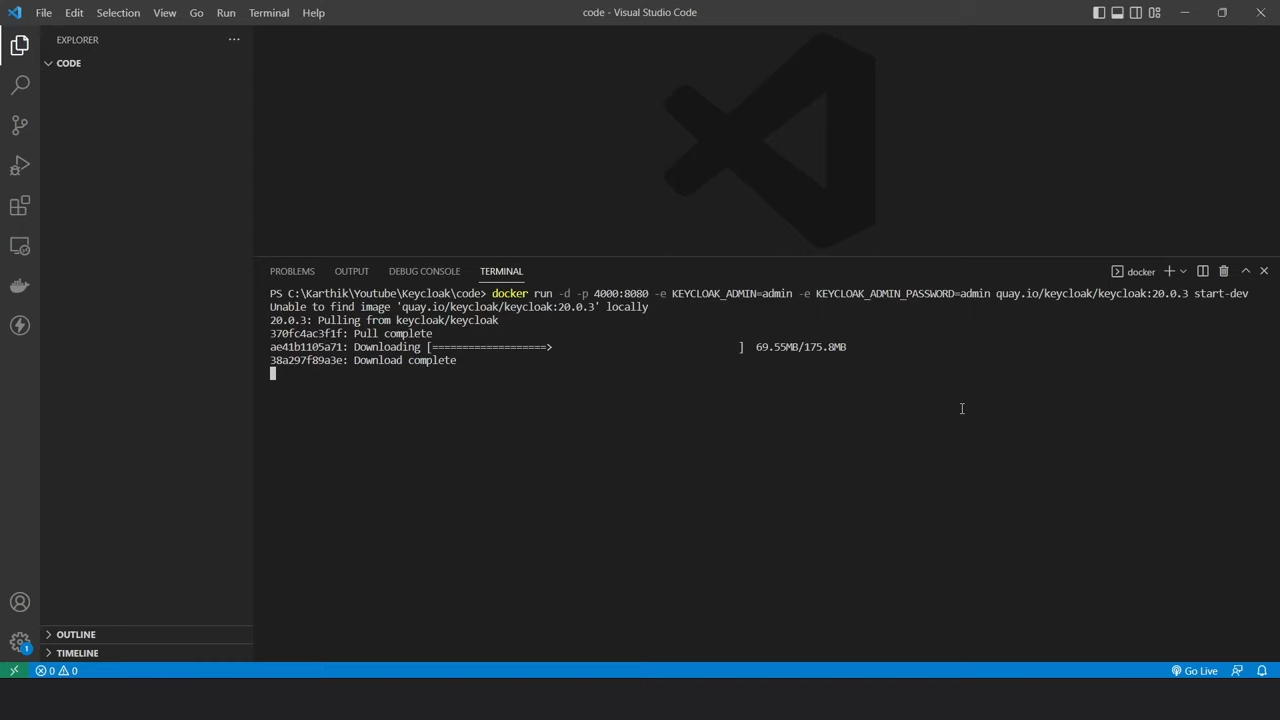 File Edit Selection View Go Run Terminal Help
code - Visual Studio Code
EXPLORER
CODE
PROBLEMS OUTPUT DEBUG CONSOLE TERMINAL
docker
PS C:\Karthik\Youtube\Keycloak\code> docker run -d -p 4000:8080 -e KEYCLOAK_ADMIN=admin -e KEYCLOAK_ADMIN_PASSWORD=admin quay.io/keycloak/keycloak:20.0.3 start-dev
Unable to find image 'quay.io/keycloak/keycloak:20.0.3' locally
20.0.3: Pulling from keycloak/keycloak
370fc4ac3f1f: Pull complete
ae41b1105a71: Downloading [===================> ] 69.55MB/175.8MB
38a297f89a3e: Download complete
OUTLINE
1
TIMELINE
0 0
Go Live